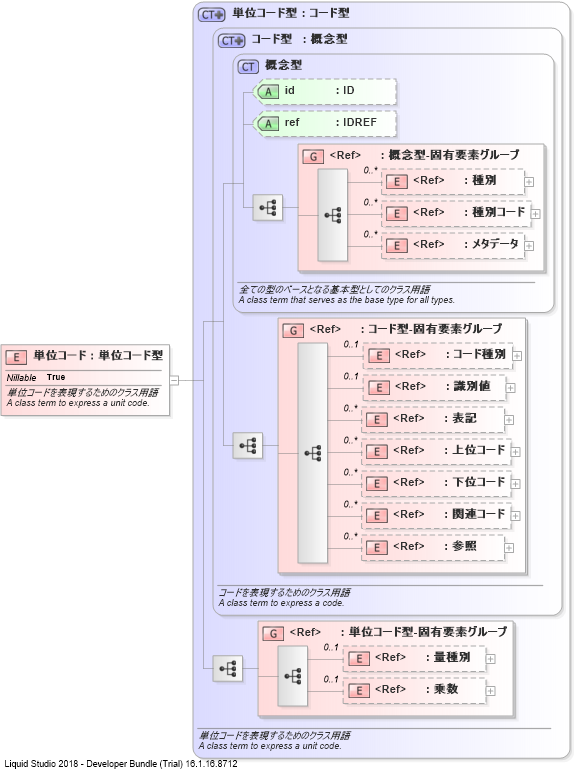 CT 単位コード型 : コード型
CT コード型 : 概念型
CT 概念型
A id : ID
A ref : IDREF
G <Ref> : 概念型-固有要素グループ
0..*
E <Ref> : 種別
0..*
E <Ref> : 種別コード
0..*
E <Ref> : メタデータ
全ての型のベースとなる基本型としてのクラス用語
A class term that serves as the base type for all types.
G <Ref> : コード型-固有要素グループ
0..1
E <Ref> : コード種別
0..1
E <Ref> : 識別値
0..*
E <Ref> : 表記
0..*
E <Ref> : 上位コード
0..*
E <Ref> : 下位コード
0..*
E <Ref> : 関連コード
0..*
E <Ref> : 参照
E 単位コード : 単位コード型
Nillable True
単位コードを表現するためのクラス用語
A class term to express a unit code.
コードを表現するためのクラス用語
A class term to express a code.
G <Ref> : 単位コード型-固有要素グループ
0..1
E <Ref> : 量種別
0..1
E <Ref> : 乗数
単位コードを表現するためのクラス用語
A class term to express a unit code.
Liquid Studio 2018 - Developer Bundle (Trial) 16.1.16.8712